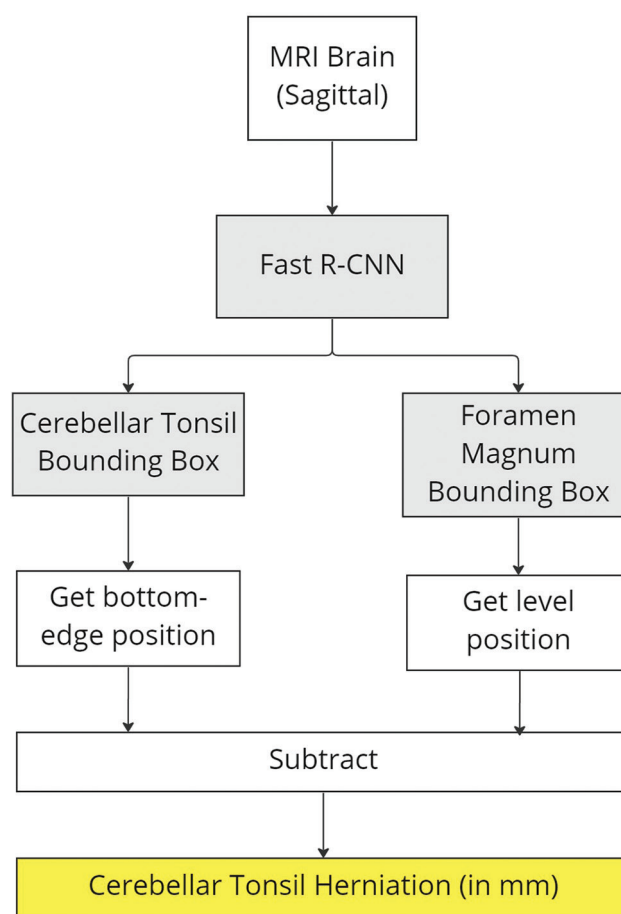 MRI Brain
(Sagittal)
Fast R-CNN
Cerebellar Tonsil
Bounding Box
Foramen
Magnum
Bounding Box
Get bottom-
edge position
Get level
position
Subtract
Cerebellar Tonsil Herniation (in mm)